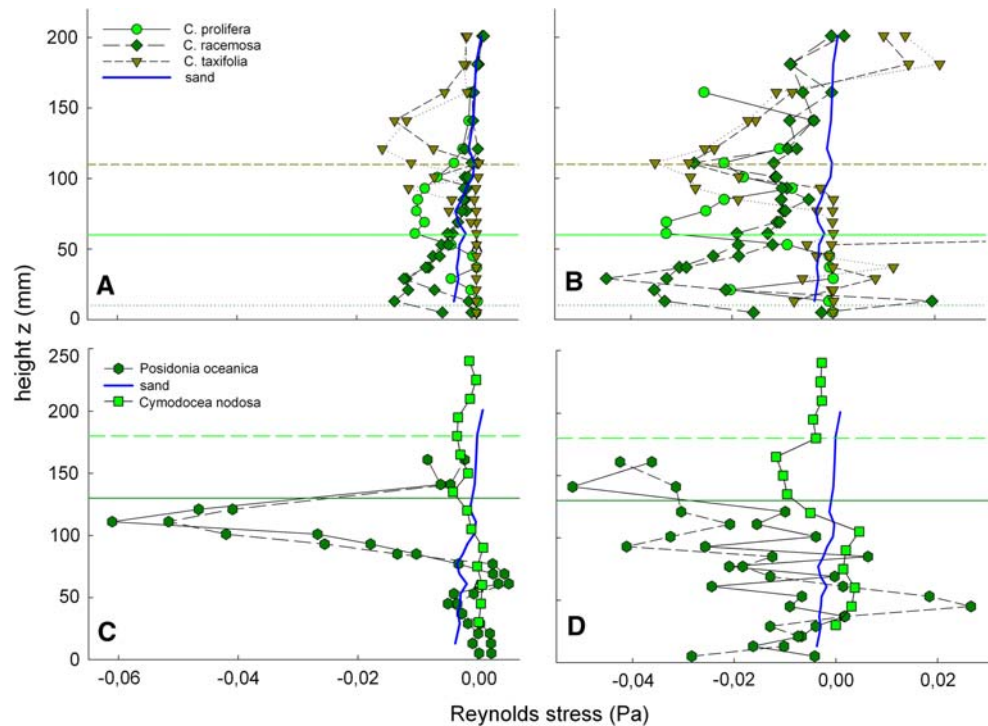 C. prolifera
C. racemosa
C. taxifolia
sand
200
150
100
50
0
A
B
height z (mm)
Posidonia oceanica
sand
Cymodocea nodosa
250
200
150
100
50
0
C
D
-0,06 -0,04 -0,02 0,00 -0,04 -0,02 0,00 0,02
Reynolds stress (Pa)